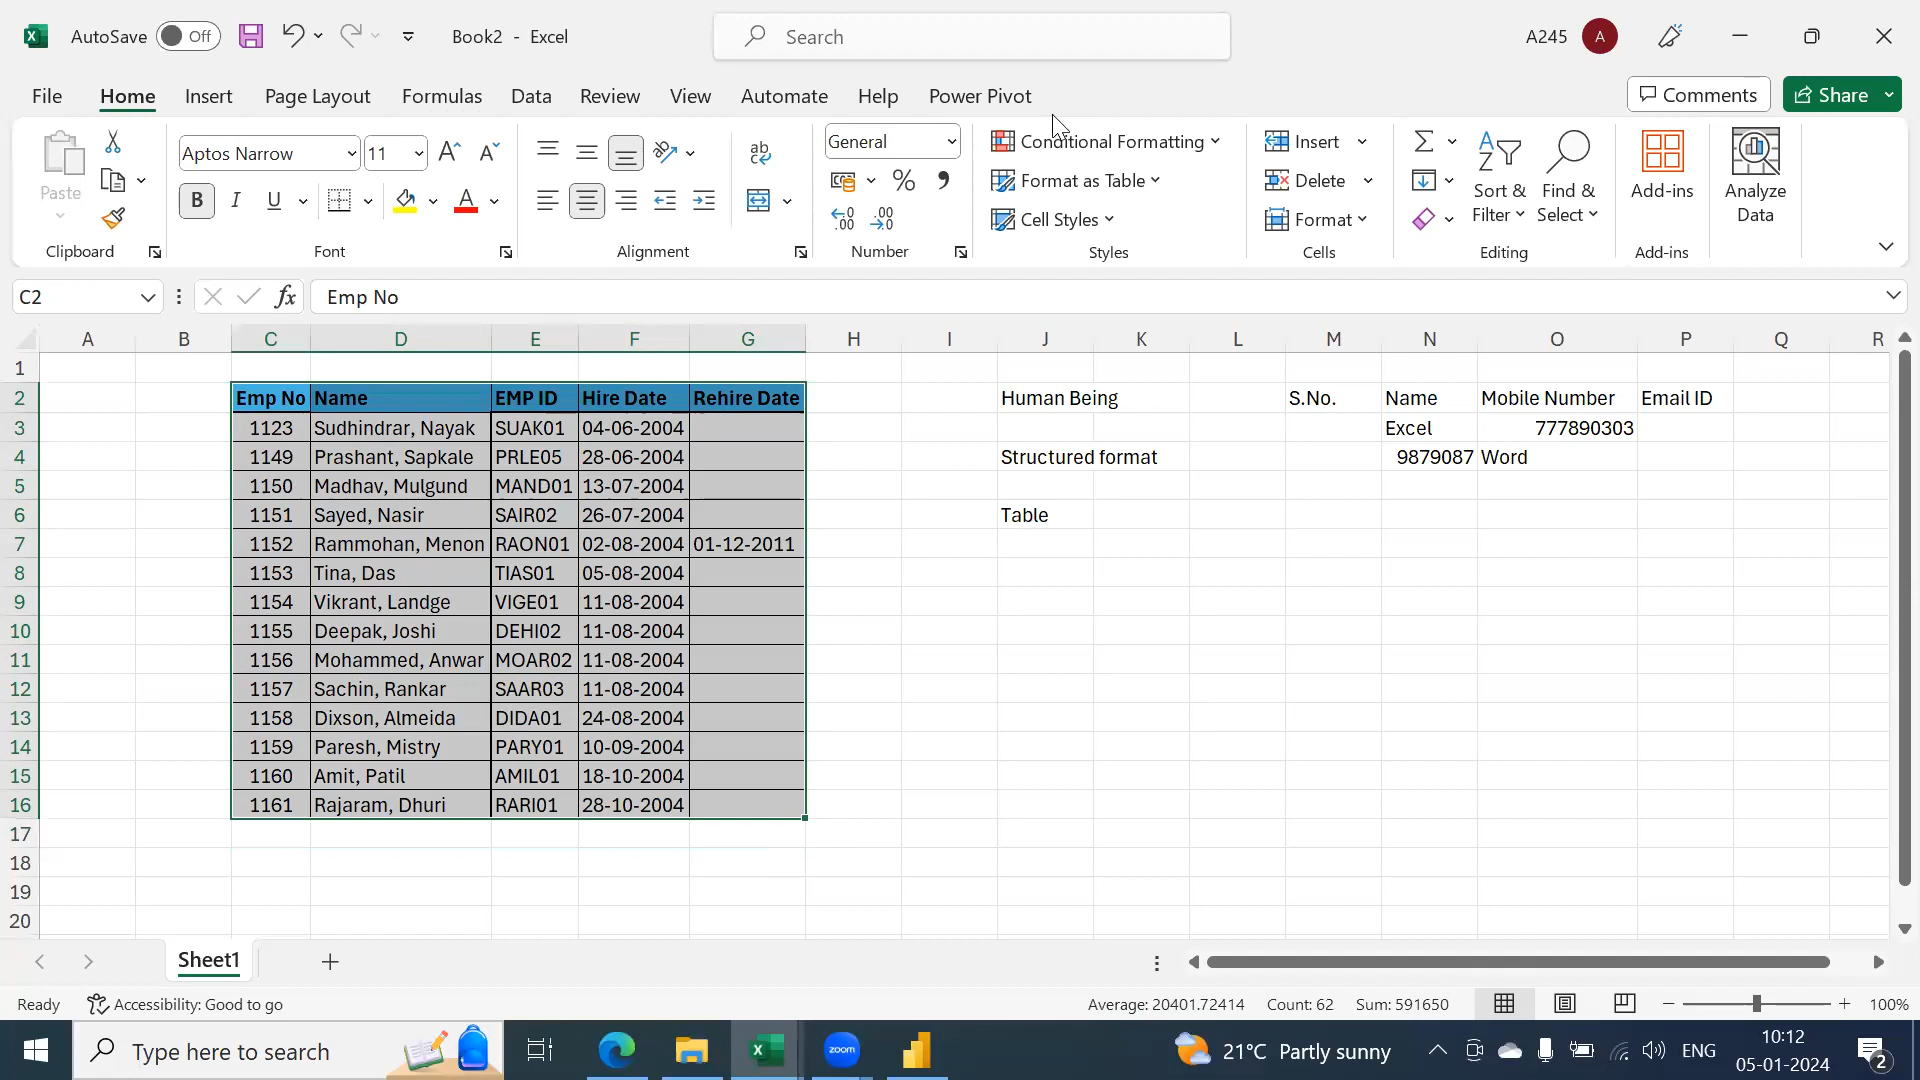 AutoSave Off Book2 - Excel Search A245 A
File Home Insert Page Layout Formulas Data Review View Automate Help Power Pivot Comments Share
Paste Aptos Narrow 11 A A ab General Conditional Formatting Insert Σ
B I U A % , Format as Table Delete Sort & Filter Find & Select Add-ins Analyze Data
Cell Styles Format
Clipboard Font Alignment Number Styles Cells Editing Add-ins
C2 fx Emp No
A B C D E F G H I J K L M N O P Q R
1
2 Emp No Name EMP ID Hire Date Rehire Date Human Being S.No. Name Mobile Number Email ID
3 1123 Sudhindrar, Nayak SUAK01 04-06-2004 Excel 777890303
4 1149 Prashant, Sapkale PRLE05 28-06-2004 Structured format 9879087 Word
5 1150 Madhav, Mulgund MAND01 13-07-2004
6 1151 Sayed, Nasir SAIR02 26-07-2004 Table
7 1152 Rammohan, Menon RAON01 02-08-2004 01-12-2011
8 1153 Tina, Das TIAS01 05-08-2004
9 1154 Vikrant, Landge VIGE01 11-08-2004
10 1155 Deepak, Joshi DEHI02 11-08-2004
11 1156 Mohammed, Anwar MOAR02 11-08-2004
12 1157 Sachin, Rankar SAAR03 11-08-2004
13 1158 Dixson, Almeida DIDA01 24-08-2004
14 1159 Paresh, Mistry PARY01 10-09-2004
15 1160 Amit, Patil AMIL01 18-10-2004
16 1161 Rajaram, Dhuri RARI01 28-10-2004
17
18
19
20
Sheet1
Ready Accessibility: Good to go Average: 20401.72414 Count: 62 Sum: 591650 100%
Type here to search zoom 21°C Partly sunny ENG 10:12
05-01-2024 2